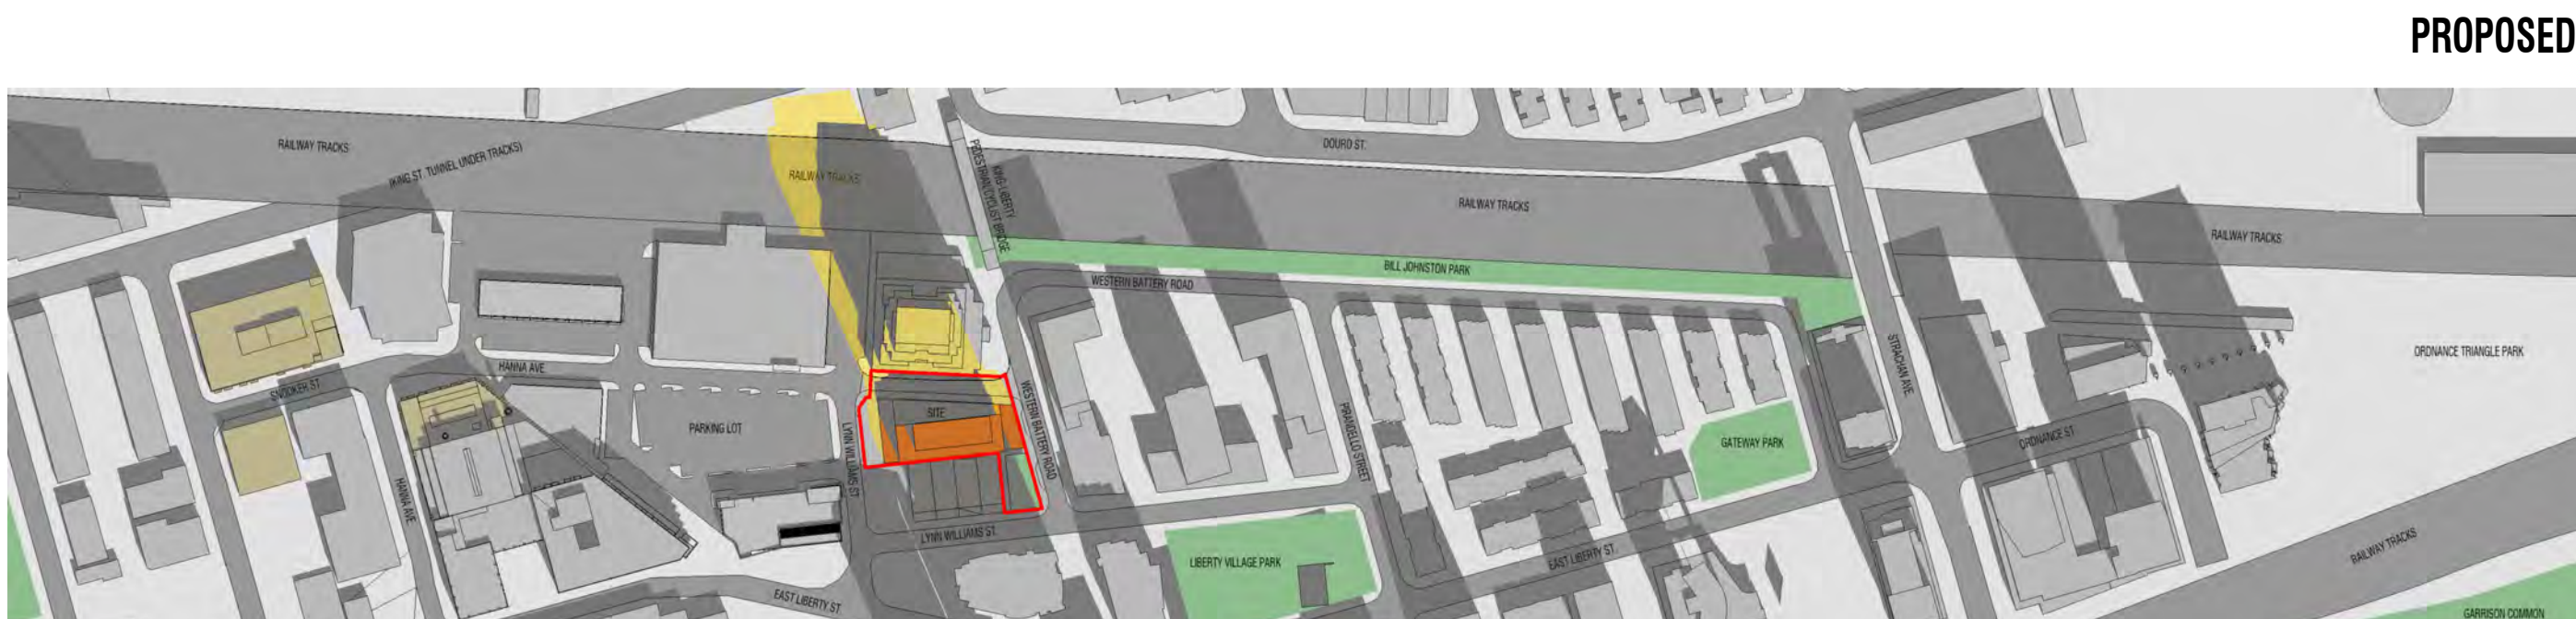 PROPOSED
RAILWAY TRACKS
(KING ST. TUNNEL UNDER TRACKS)
RAILWAY TRACKS
KING-LIBERTY
PEDESTRIAN/CYCLIST BRIDGE
DOURO ST.
RAILWAY TRACKS
RAILWAY TRACKS
BILL JOHNSTON PARK
WESTERN BATTERY ROAD
SNOOKER ST.
HANNA AVE
STRACHAN AVE.
ORDNANCE TRIANGLE PARK
SITE
PARKING LOT
LYNN WILLIAMS ST
WESTERN BATTERY ROAD
PIRANDELLO STREET
GATEWAY PARK
ORDNANCE ST.
HANNA AVE
LYNN WILLIAMS ST.
LIBERTY VILLAGE PARK
EAST LIBERTY ST.
RAILWAY TRACKS
EAST LIBERTY ST
GARRISON COMMON